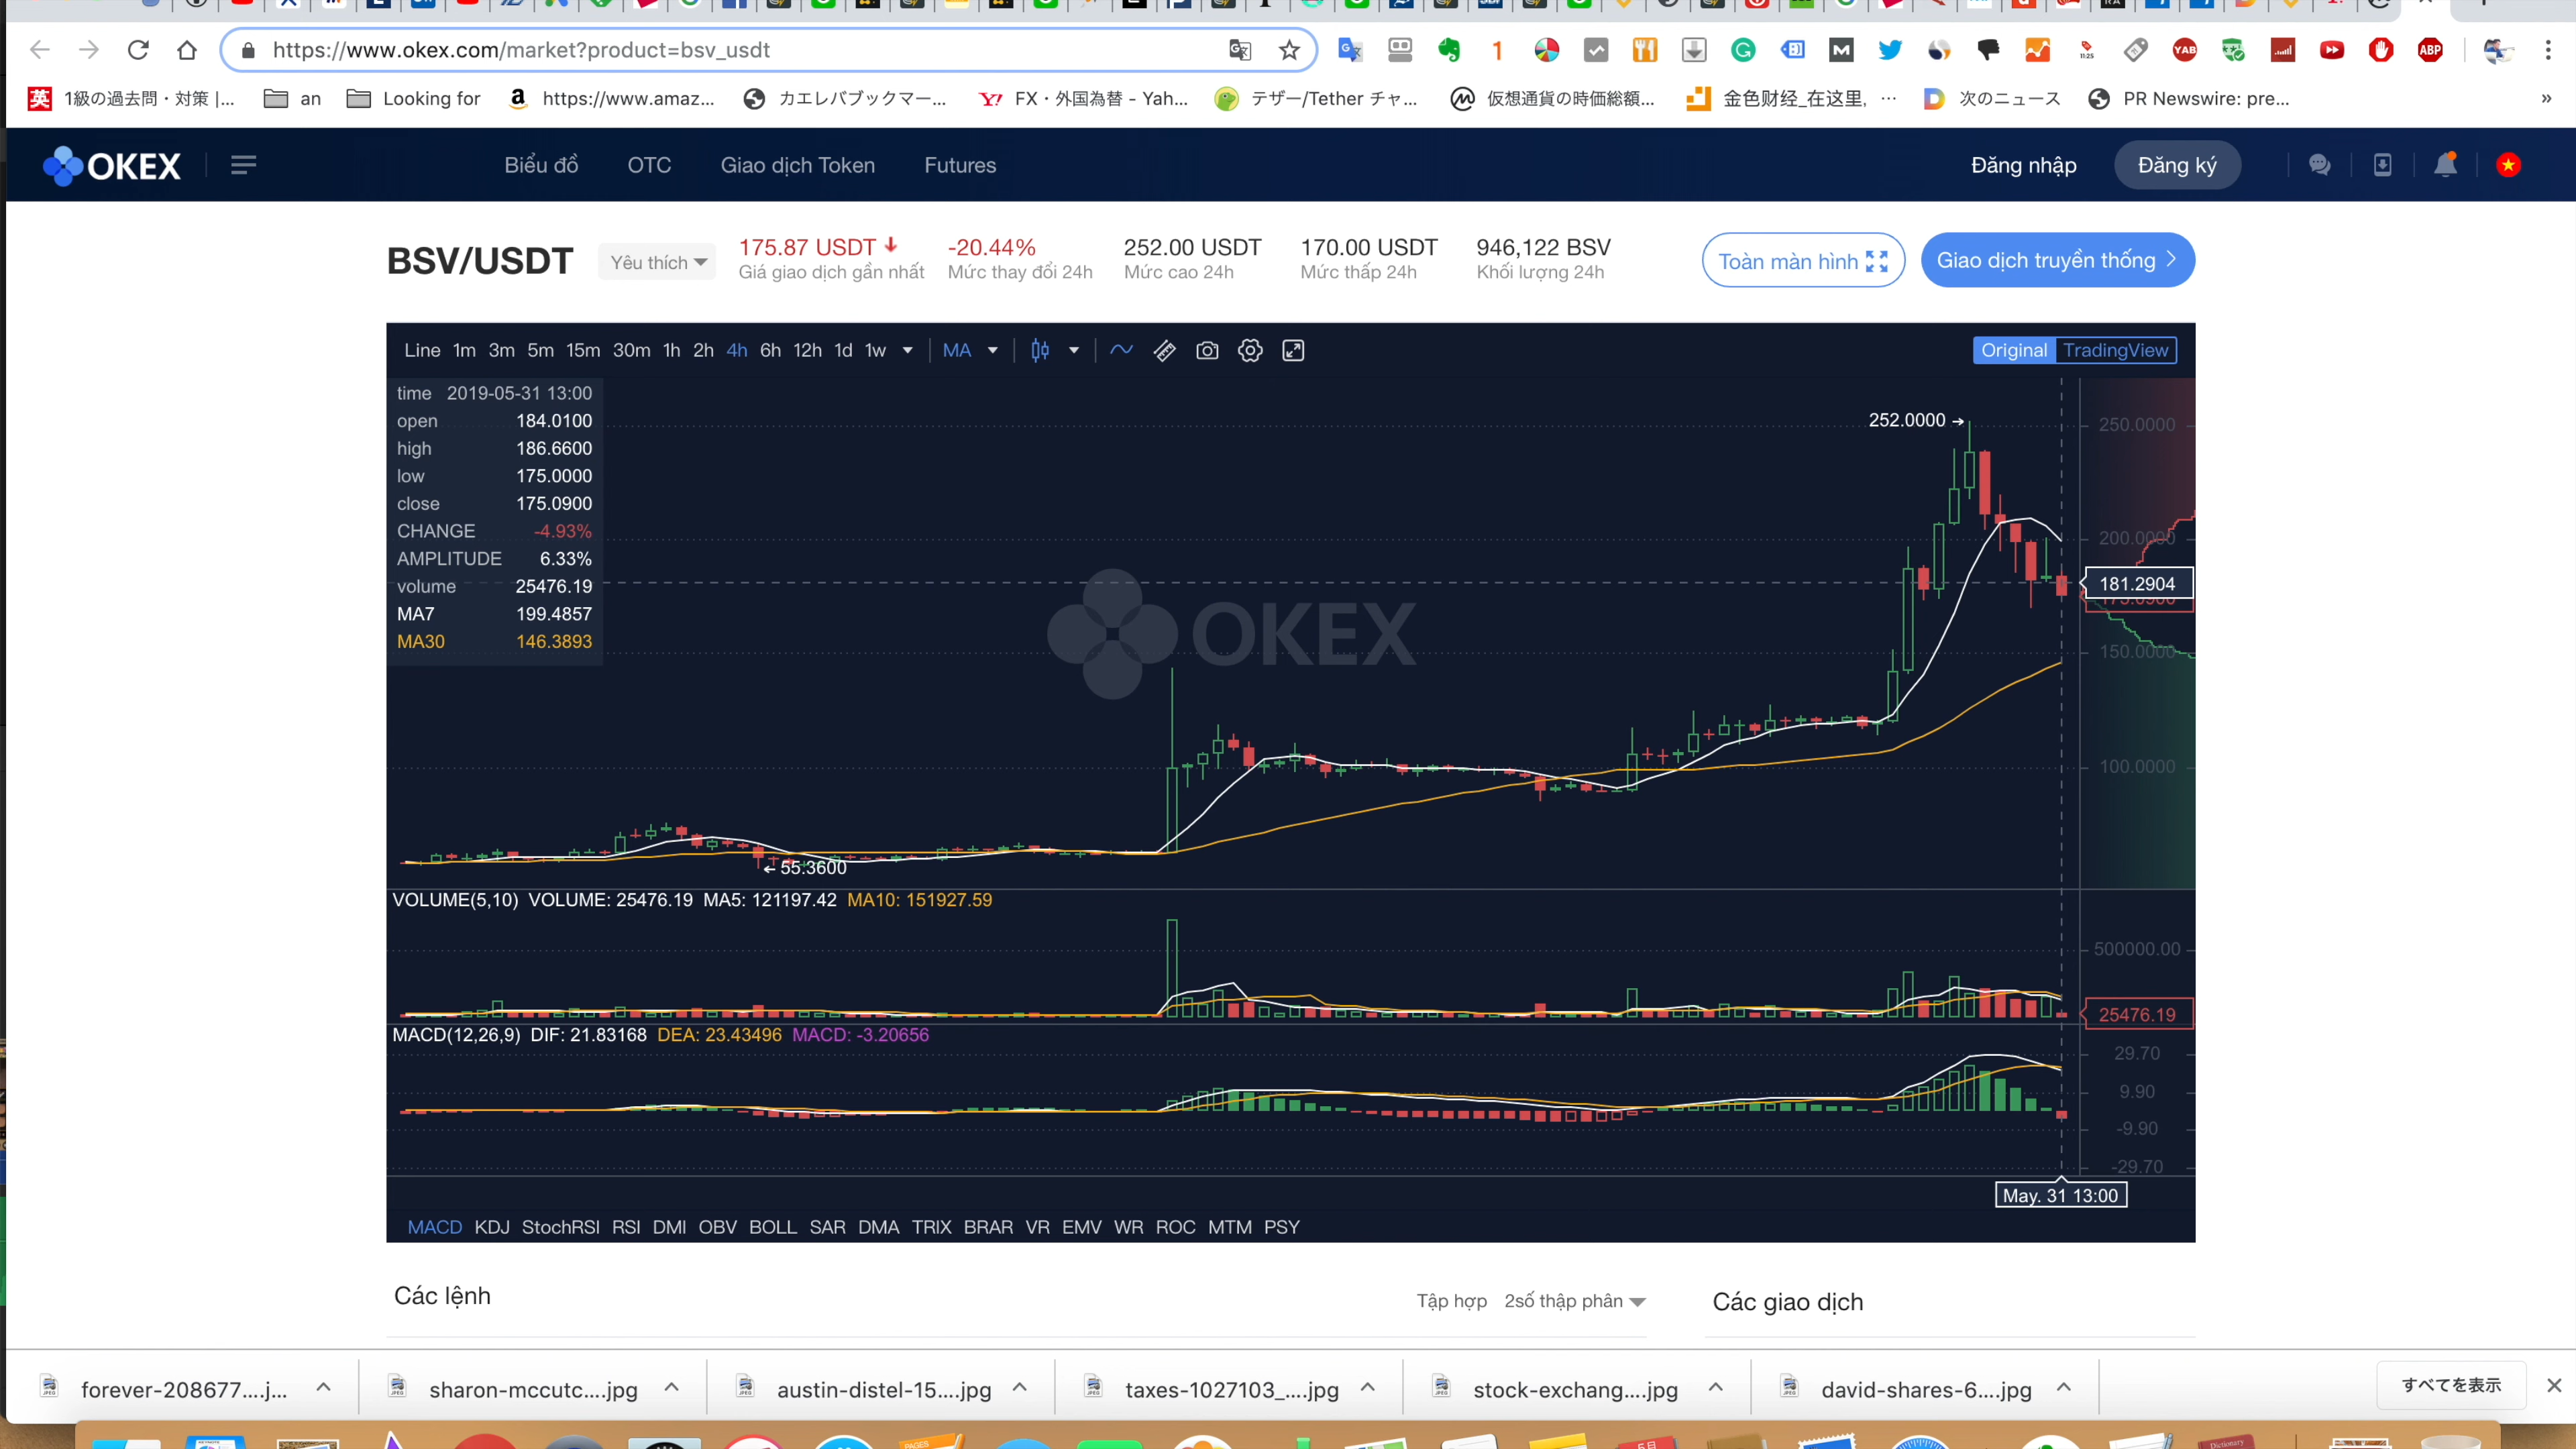 https://www.okex.com/market?product=bsv_usdt
英 1級の過去問・対策 |... an Looking for https://www.amaz... カエレバブックマー... FX・外国為替 - Yah... テザー/Tether チャ... 仮想通貨の時価総額... 金色财经_在这里, ... 次のニュース PR Newswire: pre... »
OKEX Biểu đồ OTC Giao dịch Token Futures Đăng nhập Đăng ký
BSV/USDT Yêu thích 175.87 USDT -20.44% 252.00 USDT 170.00 USDT 946,122 BSV Toàn màn hình Giao dịch truyền thống
Giá giao dịch gần nhất Mức thay đổi 24h Mức cao 24h Mức thấp 24h Khối lượng 24h
Line 1m 3m 5m 15m 30m 1h 2h 4h 6h 12h 1d 1w MA Original TradingView
time 2019-05-31 13:00
open 184.0100
high 186.6600
low 175.0000
close 175.0900
CHANGE -4.93%
AMPLITUDE 6.33%
volume 25476.19
MA7 199.4857
MA30 146.3893
252.0000
250.0000
200.0000
181.2904
OKEX
150.0000
100.0000
55.3600
VOLUME(5,10) VOLUME: 25476.19 MA5: 121197.42 MA10: 151927.59
500000.00
25476.19
MACD(12,26,9) DIF: 21.83168 DEA: 23.43496 MACD: -3.20656
29.70
9.90
-9.90
-29.70
May. 31 13:00
MACD KDJ StochRSI RSI DMI OBV BOLL SAR DMA TRIX BRAR VR EMV WR ROC MTM PSY
Các lệnh Tập hợp 2số thập phân Các giao dịch
forever-208677....j... sharon-mccutc....jpg austin-distel-15....jpg taxes-1027103_....jpg stock-exchang....jpg david-shares-6....jpg すべてを表示